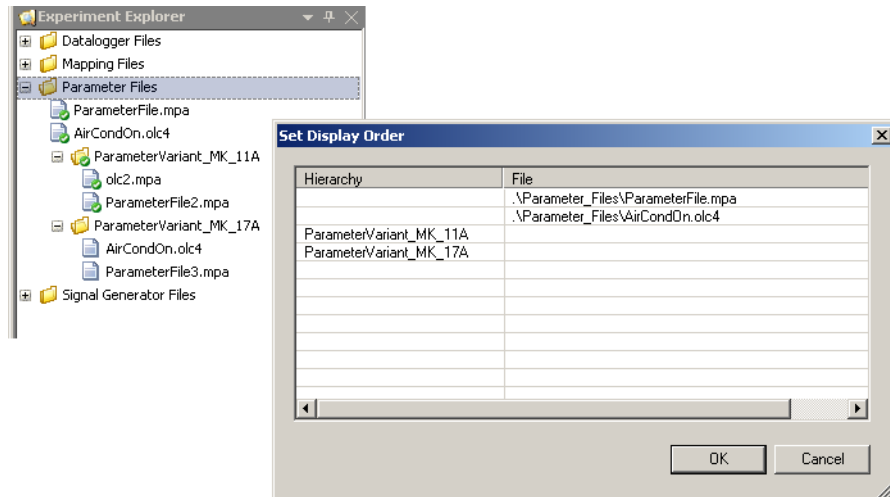 Experiment Explorer
Datalogger Files
Mapping Files
Parameter Files
ParameterFile.mpa
AirCondOn.olc4
ParameterVariant_MK_11A
olc2.mpa
ParameterFile2.mpa
ParameterVariant_MK_17A
AirCondOn.olc4
ParameterFile3.mpa
Signal Generator Files
Set Display Order
Hierarchy File
.\Parameter_Files\ParameterFile.mpa
.\Parameter_Files\AirCondOn.olc4
ParameterVariant_MK_11A
ParameterVariant_MK_17A
OK Cancel